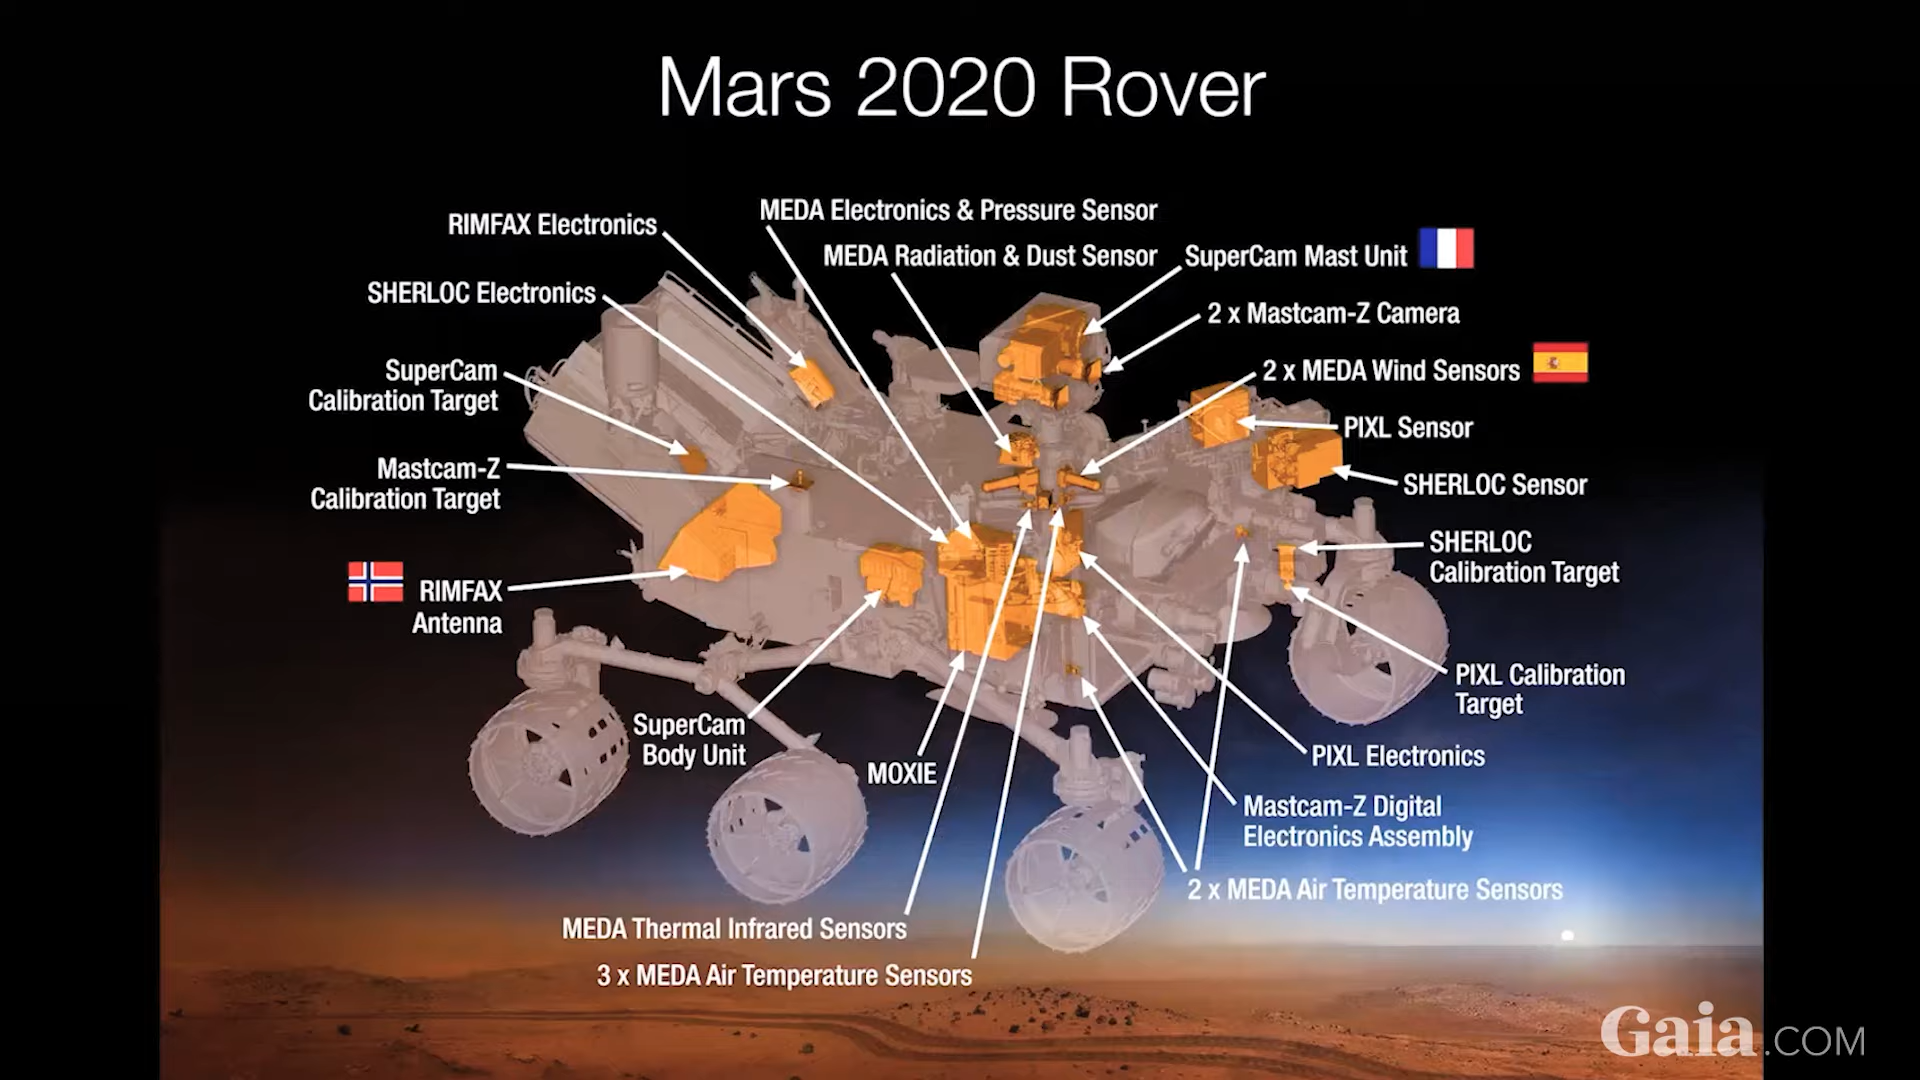 Mars 2020 Rover
RIMFAX Electronics
MEDA Electronics & Pressure Sensor
MEDA Radiation & Dust Sensor
SuperCam Mast Unit
SHERLOC Electronics
2 x Mastcam-Z Camera
SuperCam
Calibration Target
2 x MEDA Wind Sensors
PIXL Sensor
Mastcam-Z
Calibration Target
SHERLOC Sensor
SHERLOC
Calibration Target
RIMFAX
Antenna
PIXL Calibration
Target
SuperCam
Body Unit
MOXIE
PIXL Electronics
Mastcam-Z Digital
Electronics Assembly
2 x MEDA Air Temperature Sensors
MEDA Thermal Infrared Sensors
3 x MEDA Air Temperature Sensors
Gaia.COM